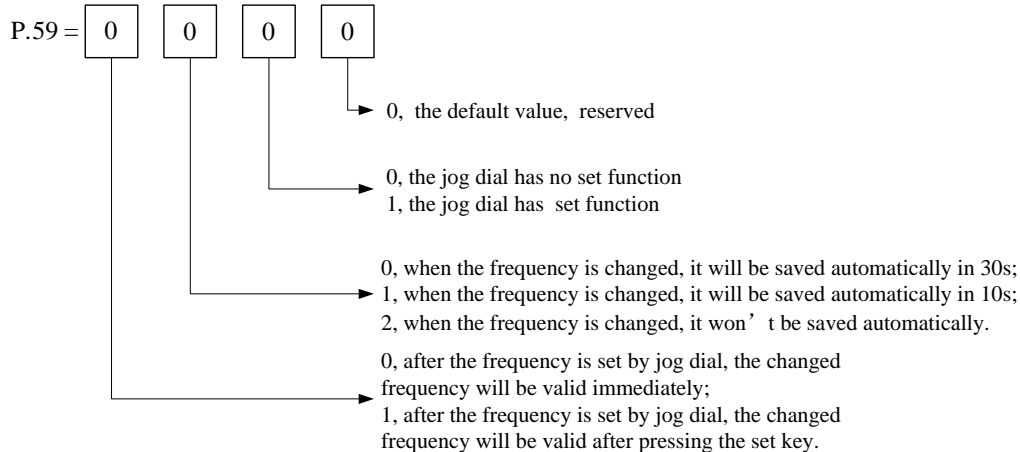 P.59 = 0 0 0 0
0, the default value, reserved
0, the jog dial has no set function
1, the jog dial has set function
0, when the frequency is changed, it will be saved automatically in 30s;
1, when the frequency is changed, it will be saved automatically in 10s;
2, when the frequency is changed, it won’t be saved automatically.
0, after the frequency is set by jog dial, the changed
frequency will be valid immediately;
1, after the frequency is set by jog dial, the changed
frequency will be valid after pressing the set key.